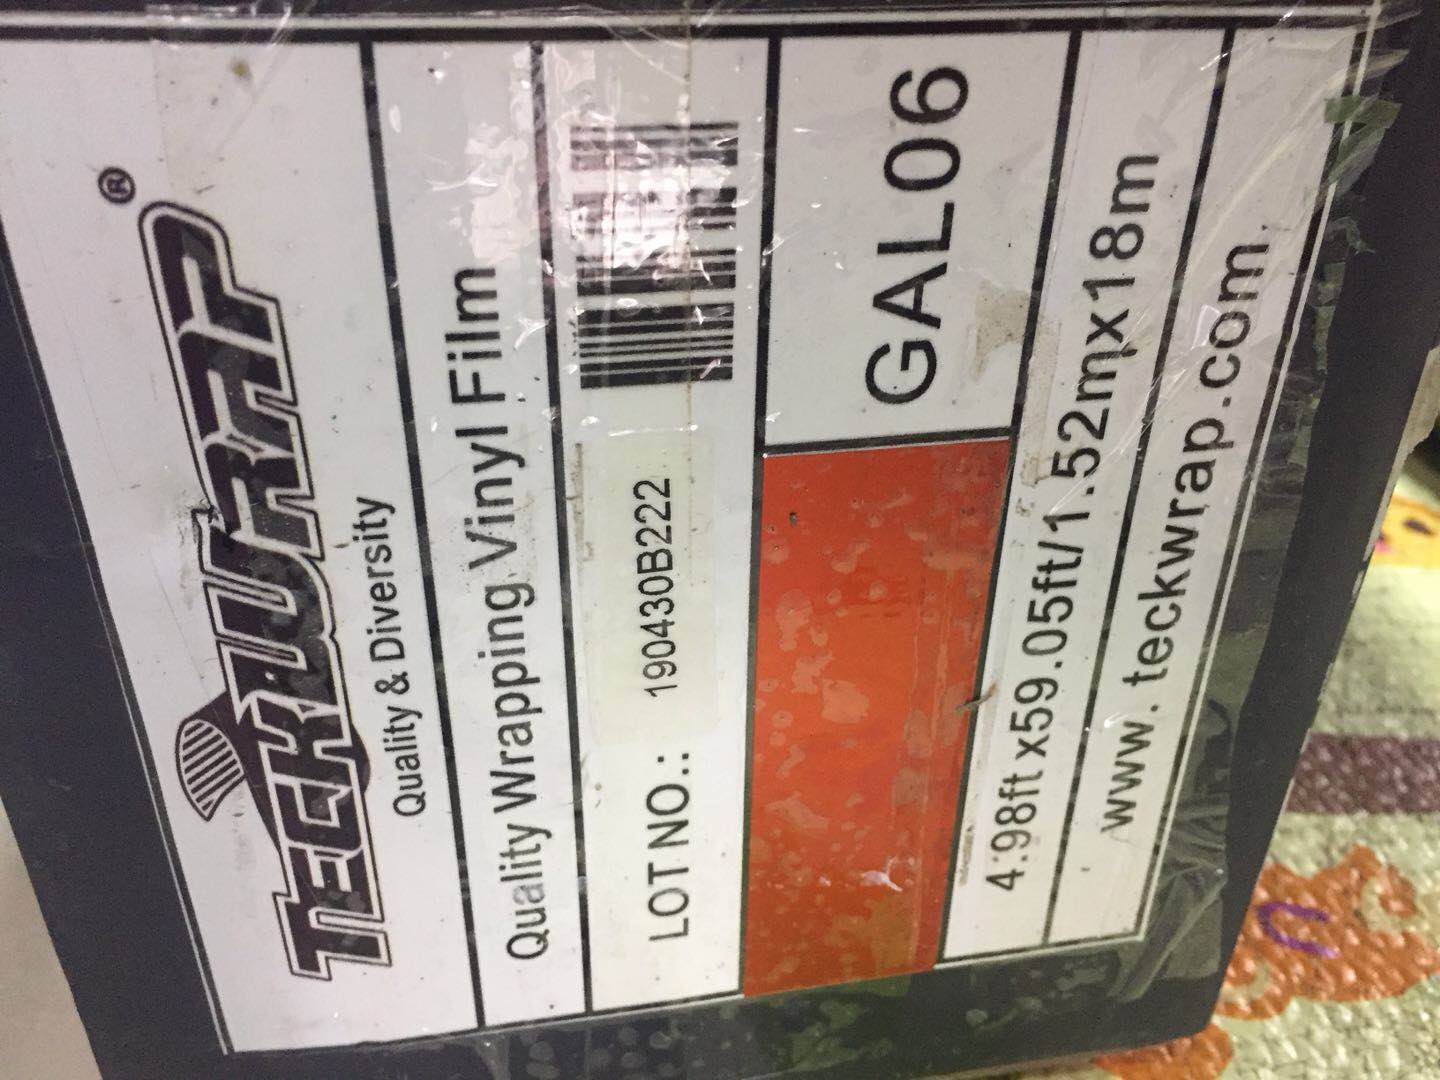 TECKWRAP®
Quality & Diversity
Quality Wrapping Vinyl Film
LOT NO.: 190430B222
GAL06
4.98ft x59.05ft/1.52mx18m
www.teckwrap.com